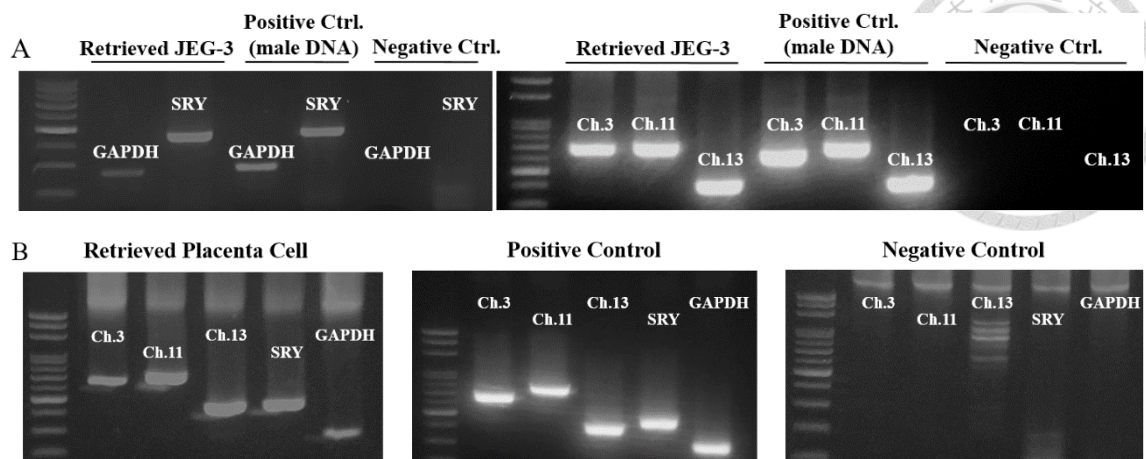 A
Retrieved JEG-3
Positive Ctrl.
(male DNA)
Negative Ctrl.
GAPDH
SRY
GAPDH
SRY
GAPDH
SRY
Retrieved JEG-3
Positive Ctrl.
(male DNA)
Negative Ctrl.
Ch.3
Ch.11
Ch.13
Ch.3
Ch.11
Ch.13
Ch.3
Ch.11
Ch.13
B
Retrieved Placenta Cell
Ch.3
Ch.11
Ch.13
SRY
GAPDH
Positive Control
Ch.3
Ch.11
Ch.13
SRY
GAPDH
Negative Control
Ch.3
Ch.11
Ch.13
SRY
GAPDH